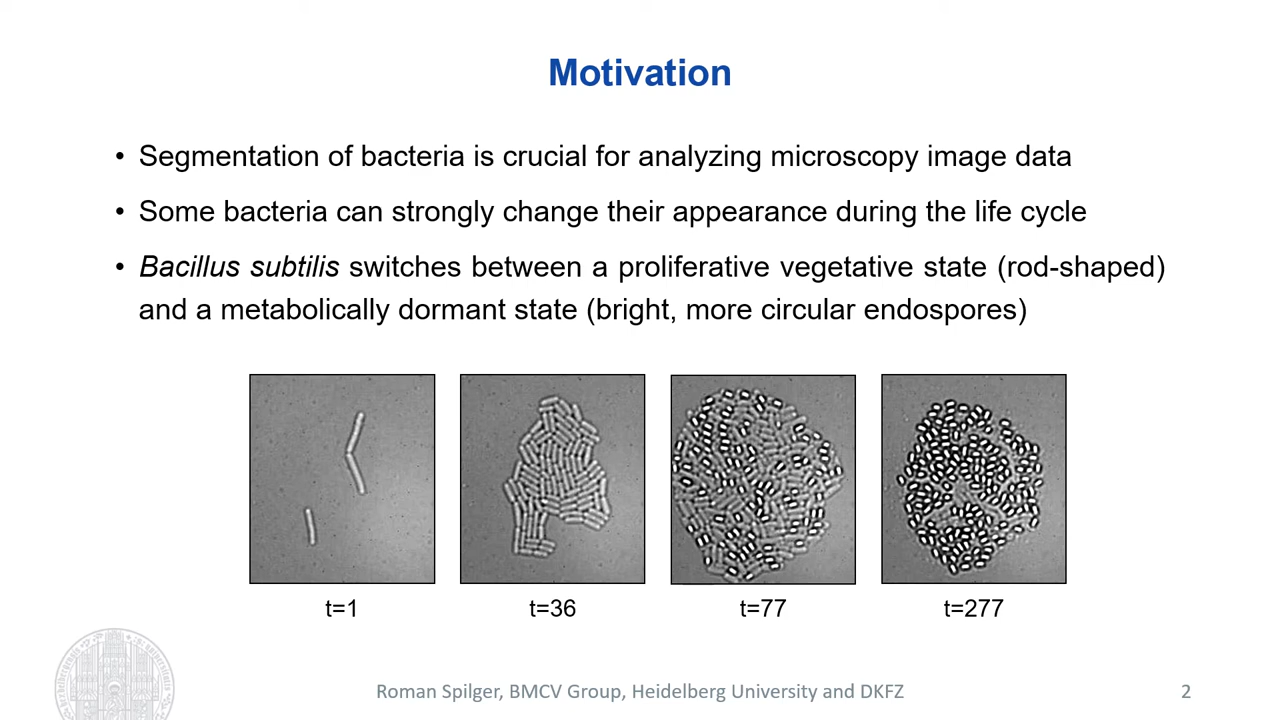 Motivation
• Segmentation of bacteria is crucial for analyzing microscopy image data
• Some bacteria can strongly change their appearance during the life cycle
• Bacillus subtilis switches between a proliferative vegetative state (rod-shaped)
and a metabolically dormant state (bright, more circular endospores)
t=1 t=36 t=77 t=277
Roman Spilger, BMCV Group, Heidelberg University and DKFZ 2